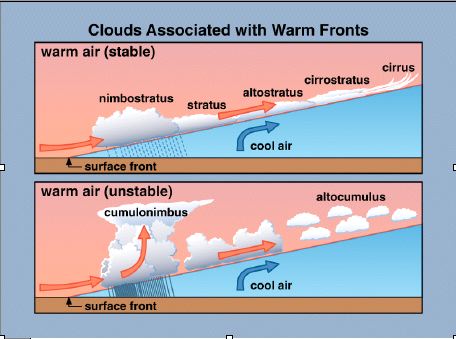 Clouds Associated with Warm Fronts
warm air (stable)
cirrus
cirrostratus
altostratus
nimbostratus
stratus
cool air
surface front
warm air (unstable)
altocumulus
cumulonimbus
cool air
surface front